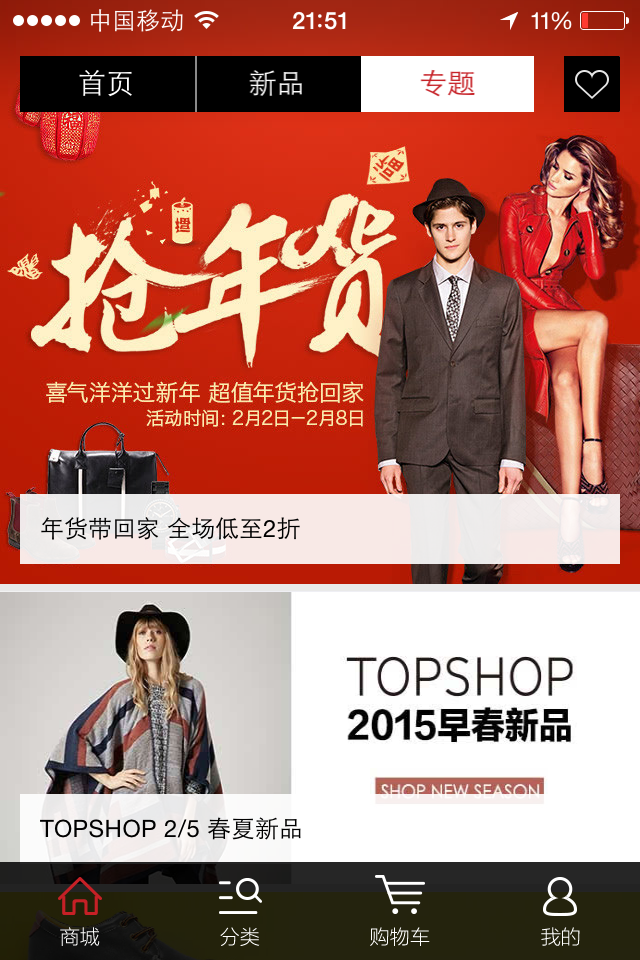 中国移动 21:51 11%
首页 新品 专题
抢年货
喜气洋洋过新年 超值年货抢回家
活动时间: 2月2日-2月8日
年货带回家 全场低至2折
TOPSHOP
2015早春新品
SHOP NEW SEASON
TOPSHOP 2/5 春夏新品
商城 分类 购物车 我的